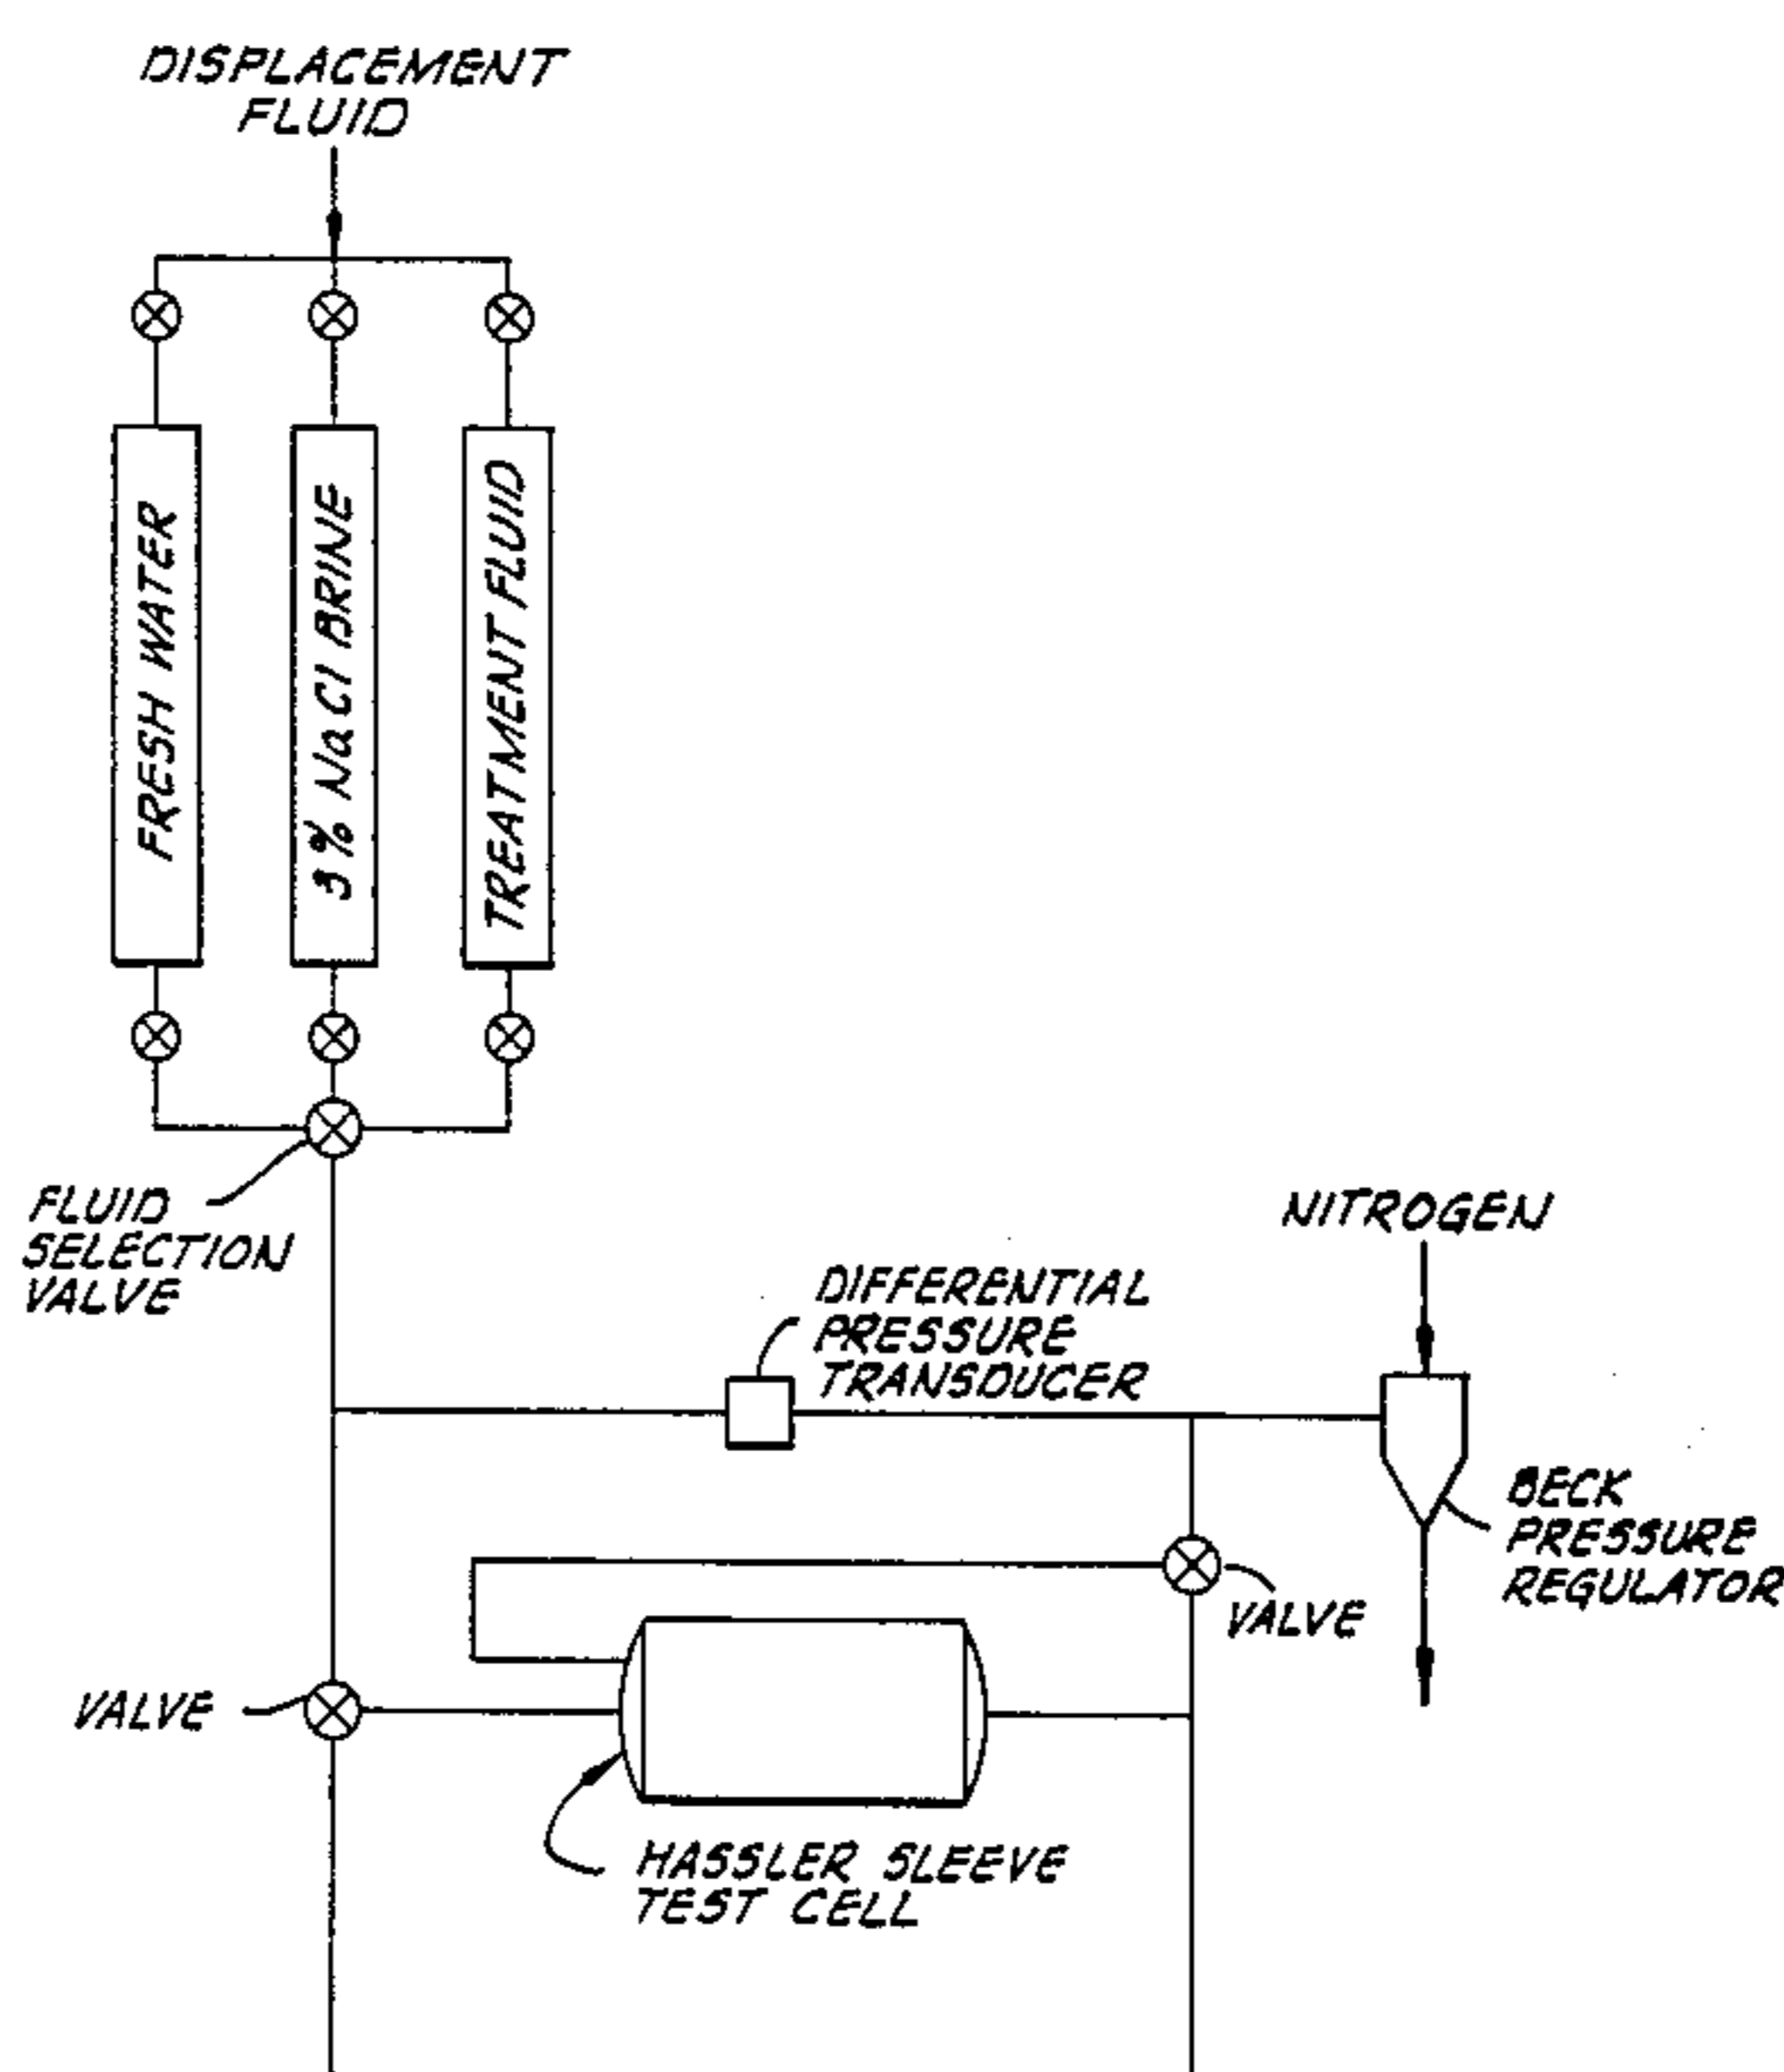 DISPLACEMENT
FLUID
FRESH WATER
3% NaCl BRINE
TREATMENT FLUID
FLUID
SELECTION
VALVE
NITROGEN
DIFFERENTIAL
PRESSURE
TRANSDUCER
BECK
PRESSURE
REGULATOR
VALVE
VALVE
HASSLER SLEEVE
TEST CELL